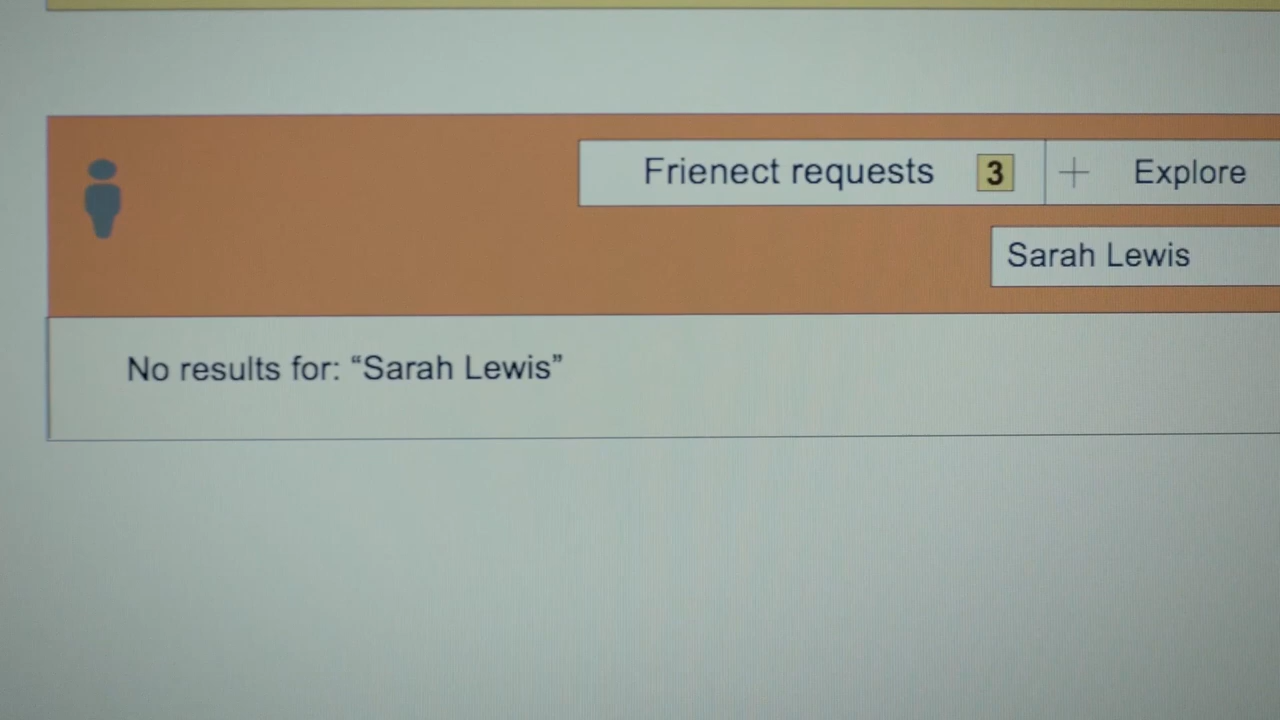 Frienect requests 3 + Explore
Sarah Lewis
No results for: “Sarah Lewis”